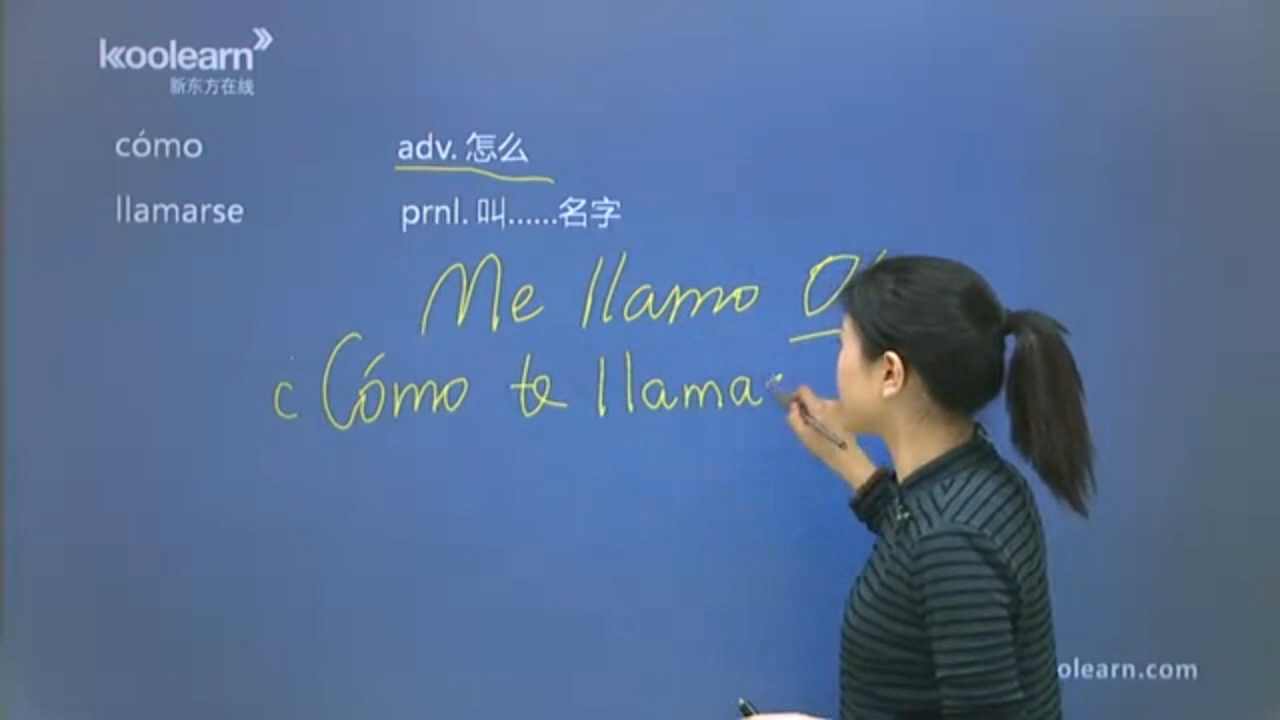 koolearn
新东方在线
cómo adv. 怎么
llamarse prnl. 叫……名字
Me llamo
¿Cómo te llama
olearn.com